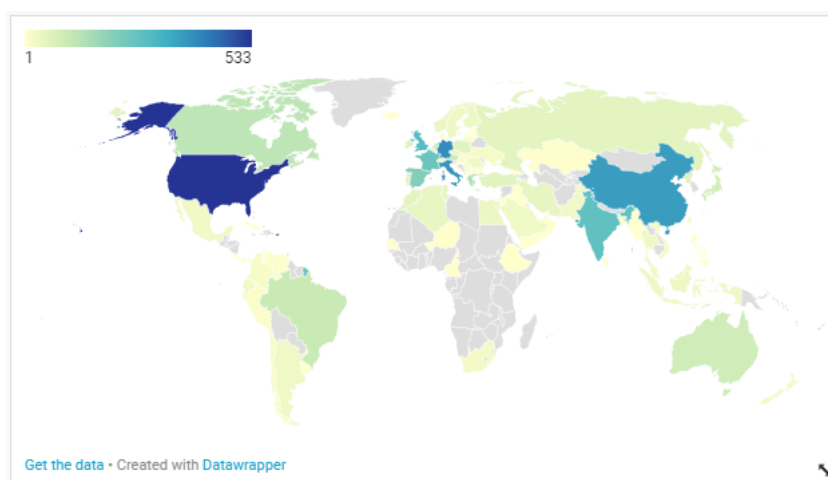 1 533
Get the data • Created with Datawrapper